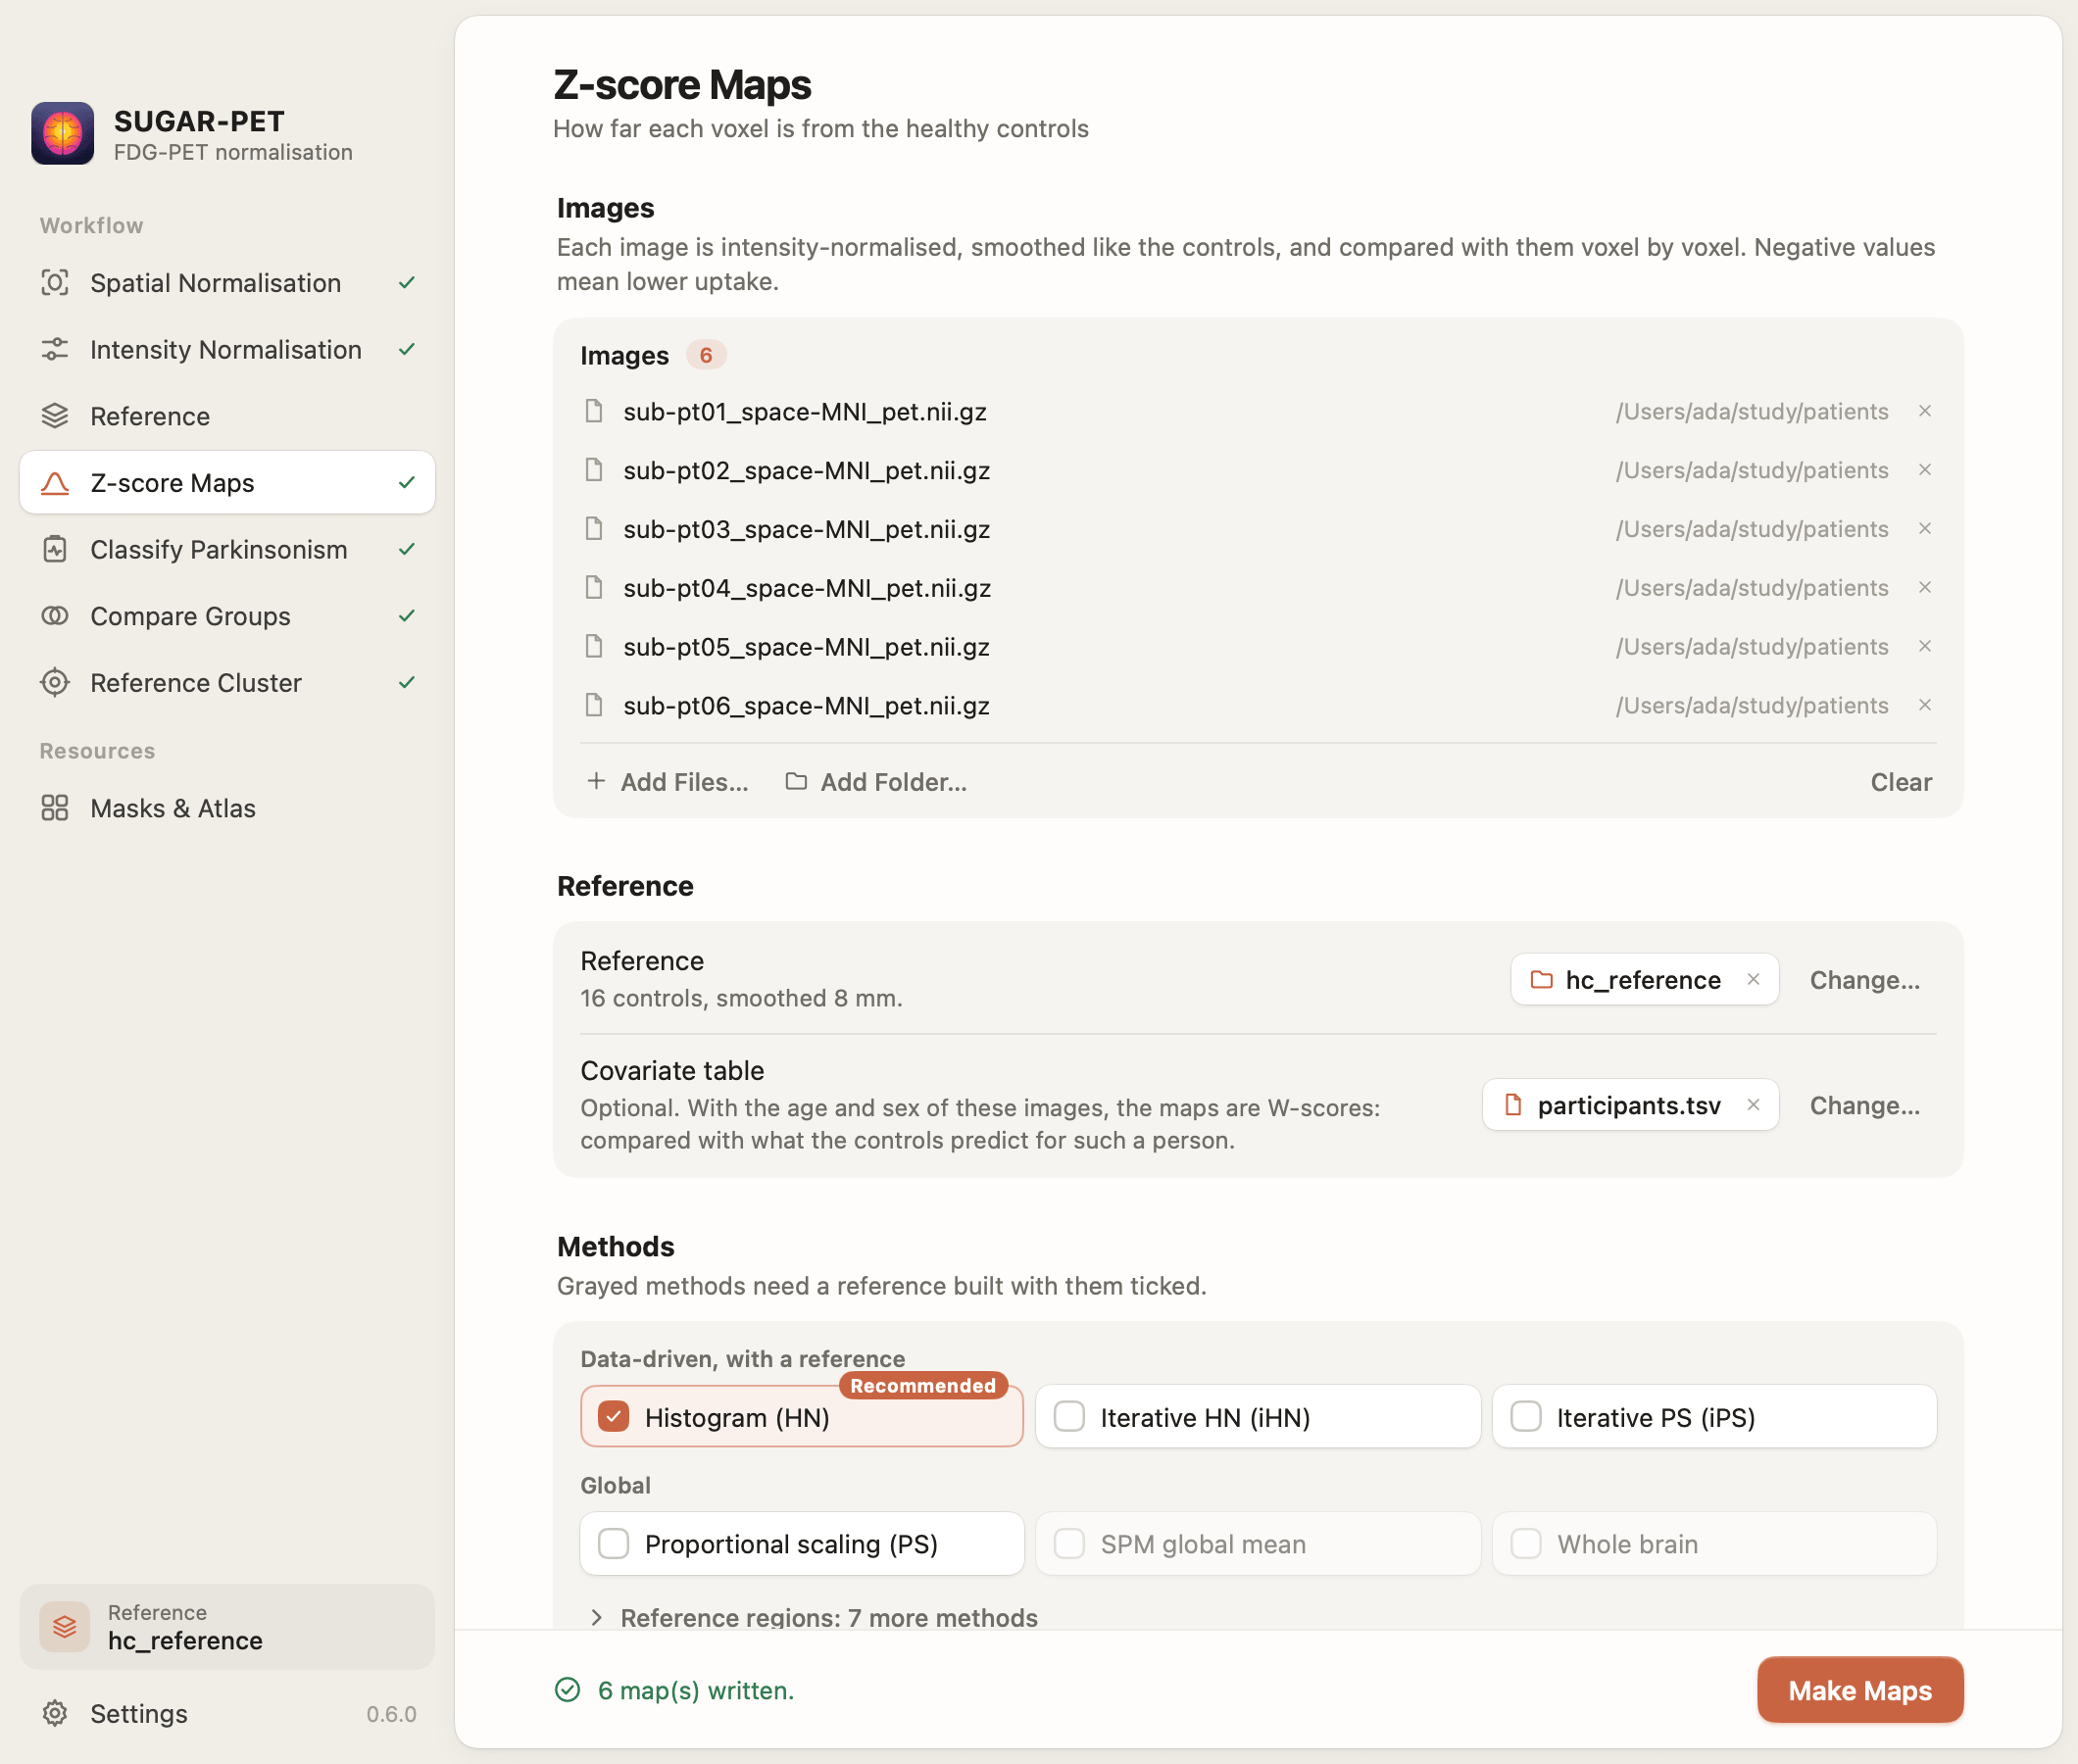 SUGAR-PET
FDG-PET normalisation
Workflow
Spatial Normalisation
Intensity Normalisation
Reference
Z-score Maps
Classify Parkinsonism
Compare Groups
Reference Cluster
Resources
Masks & Atlas
Reference
hc_reference
Settings
0.6.0
Z-score Maps
How far each voxel is from the healthy controls
Images
Each image is intensity-normalised, smoothed like the controls, and compared with them voxel by voxel. Negative values
mean lower uptake.
Images 6
sub-pt01_space-MNI_pet.nii.gz /Users/ada/study/patients
sub-pt02_space-MNI_pet.nii.gz /Users/ada/study/patients
sub-pt03_space-MNI_pet.nii.gz /Users/ada/study/patients
sub-pt04_space-MNI_pet.nii.gz /Users/ada/study/patients
sub-pt05_space-MNI_pet.nii.gz /Users/ada/study/patients
sub-pt06_space-MNI_pet.nii.gz /Users/ada/study/patients
Add Files... Add Folder... Clear
Reference
Reference
16 controls, smoothed 8 mm.
hc_reference Change...
Covariate table
Optional. With the age and sex of these images, the maps are W-scores:
compared with what the controls predict for such a person.
participants.tsv Change...
Methods
Grayed methods need a reference built with them ticked.
Data-driven, with a reference
Recommended
Histogram (HN) Iterative HN (iHN) Iterative PS (iPS)
Global
Proportional scaling (PS) SPM global mean Whole brain
Reference regions: 7 more methods
6 map(s) written.
Make Maps